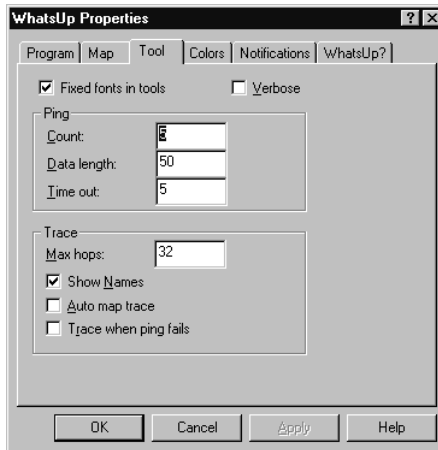 WhatsUp Properties
Program Map Tool Colors Notifications WhatsUp?
Fixed fonts in tools Verbose
Ping
Count:
Data length: 50
Time out: 5
Trace
Max hops: 32
Show Names
Auto map trace
Trace when ping fails
OK Cancel Apply Help